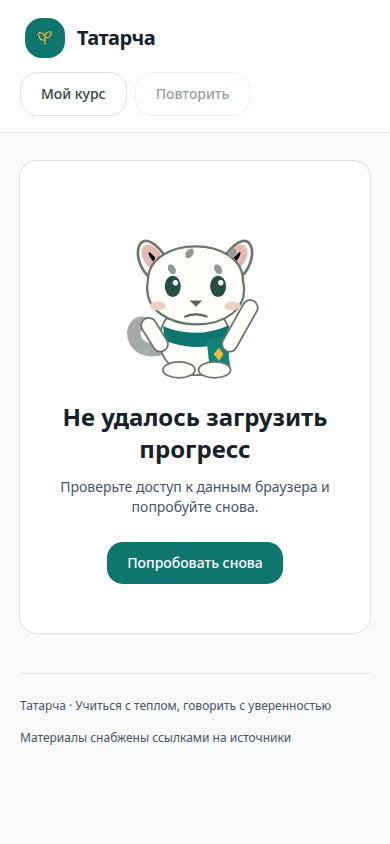 Татарча
Мой курс
Повторить
Не удалось загрузить
прогресс
Проверьте доступ к данным браузера и
попробуйте снова.
Попробовать снова
Татарча · Учиться с теплом, говорить с уверенностью
Материалы снабжены ссылками на источники